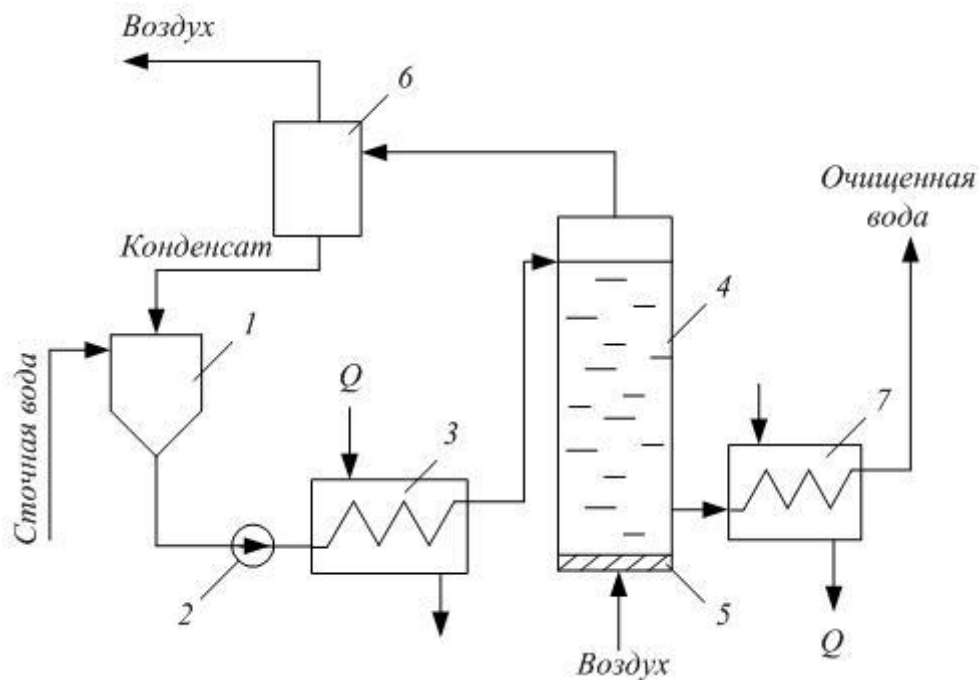 Воздух
6
Очищенная
вода
Конденсат
4
1
Сточная вода
Q
3
7
2
5
Воздух
Q